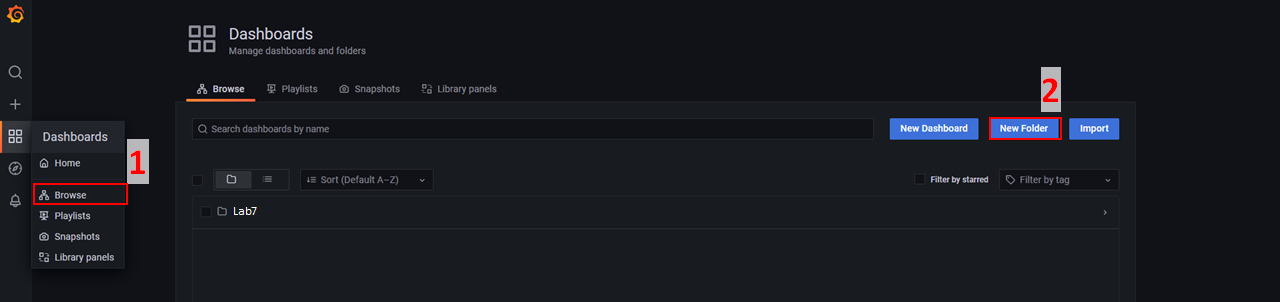 Dashboards
Manage dashboards and folders
Browse
Playlists
Snapshots
Library panels
2
Search dashboards by name
New Dashboard
New Folder
Import
Dashboards
1
Home
Browse
Playlists
Snapshots
Library panels
Sort (Default A–Z)
Filter by starred
Filter by tag
Lab7